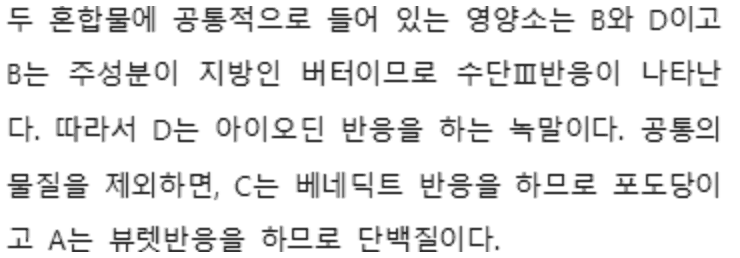 두 혼합물에 공통적으로 들어 있는 영양소는 B와 D이고
B는 주성분이 지방인 버터이므로 수단Ⅲ반응이 나타난
다. 따라서 D는 아이오딘 반응을 하는 녹말이다. 공통의
물질을 제외하면, C는 베네딕트 반응을 하므로 포도당이
고 A는 뷰렛반응을 하므로 단백질이다.